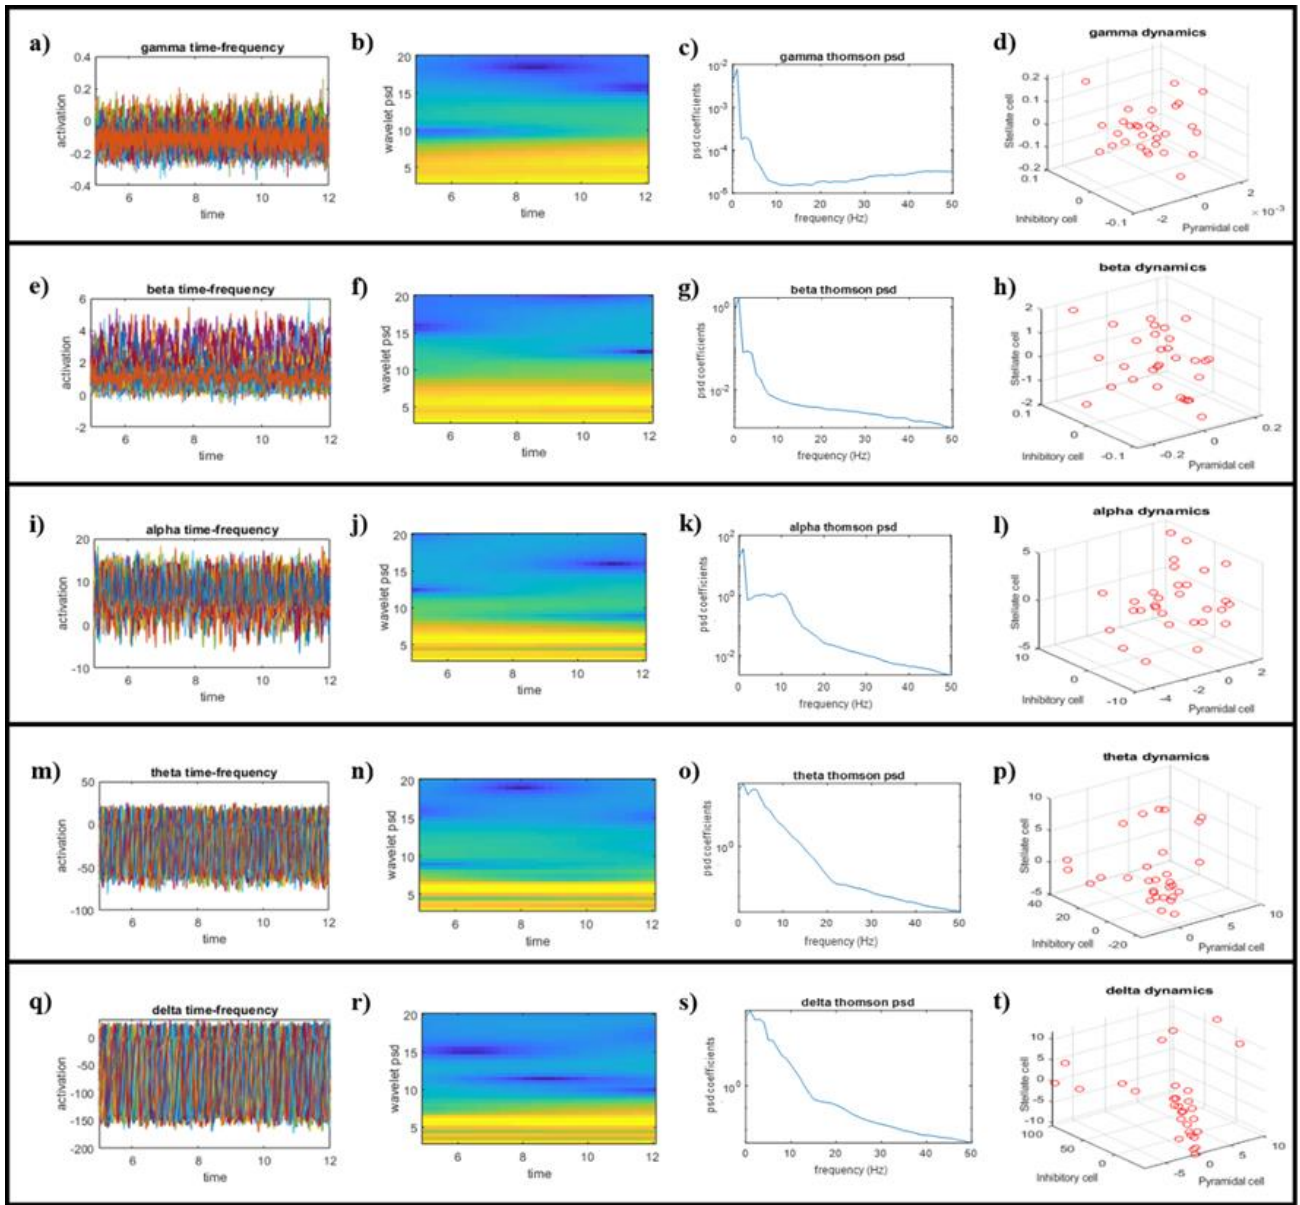 a)
gamma time-frequency
0.4
0.2
0
-0.2
-0.4
activation
6 8 10 12
time
b)
20
15
10
5
wavelet psd
6 8 10 12
time
c)
gamma thomson psd
10-2
10-3
10-4
10-5
psd coefficients
0 10 20 30 40 50
frequency (Hz)
d)
gamma dynamics
0.2
0.1
0
-0.1
-0.2
Stellate cell
0.1 0 -0.1
Inhibitory cell
-2 0 2
× 10-3
Pyramidal cell
e)
beta time-frequency
6
4
2
0
-2
activation
6 8 10 12
time
f)
20
15
10
5
wavelet psd
6 8 10 12
time
g)
beta thomson psd
100
10-2
psd coefficients
0 10 20 30 40 50
frequency (Hz)
h)
beta dynamics
2
1
0
-1
-2
Stellate cell
0.1 0 -0.1
Inhibitory cell
-0.2 0 0.2
Pyramidal cell
i)
alpha time-frequency
20
10
0
-10
activation
6 8 10 12
time
j)
20
15
10
5
wavelet psd
6 8 10 12
time
k)
alpha thomson psd
102
100
10-2
psd coefficients
0 10 20 30 40 50
frequency (Hz)
l)
alpha dynamics
5
0
-5
Stellate cell
10 0 -10
Inhibitory cell
-4 -2 0 2
Pyramidal cell
m)
theta time-frequency
50
0
-50
-100
activation
6 8 10 12
time
n)
20
15
10
5
wavelet psd
6 8 10 12
time
o)
theta thomson psd
100
psd coefficients
0 10 20 30 40 50
frequency (Hz)
p)
theta dynamics
10
5
0
-5
Stellate cell
40 20 0 -20
Inhibitory cell
0 5 10
Pyramidal cell
q)
delta time-frequency
0
-50
-100
-150
-200
activation
6 8 10 12
time
r)
20
15
10
5
wavelet psd
6 8 10 12
time
s)
delta thomson psd
100
psd coefficients
0 10 20 30 40 50
frequency (Hz)
t)
delta dynamics
10
5
0
-5
-10
Stellate cell
100 50 0
Inhibitory cell
-5 0 5 10
Pyramidal cell